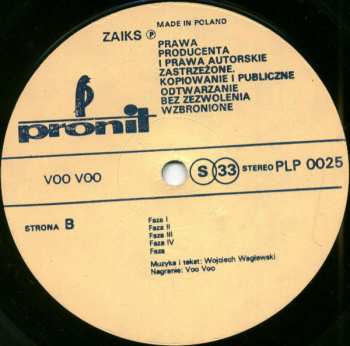 MADE IN POLAND
ZAIKS Ⓟ
PRAWA
PRODUCENTA
I PRAWA AUTORSKIE
ZASTRZEŻONE.
KOPIOWANIE I PUBLICZNE
ODTWARZANIE
BEZ ZEZWOLENIA
WZBRONIONE
pronit
VOO VOO
S 33 STEREO PLP 0025
STRONA B
Faza I
Faza II
Faza III
Faza IV
Faza
Muzyka i tekst: Wojciech Waglewski
Nagranie: Voo Voo